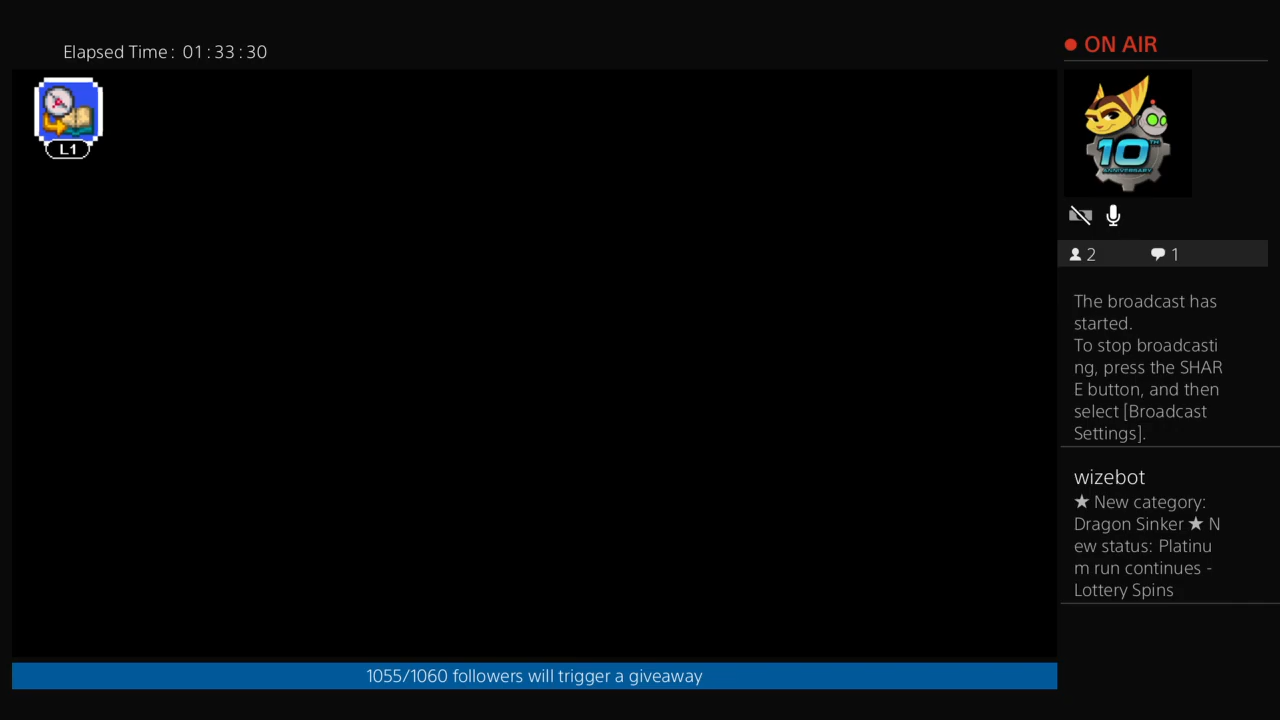 Elapsed Time: 01:33:30
ON AIR
L1
10TH
ANNIVERSARY
2
1
The broadcast has
started.
To stop broadcasti
ng, press the SHAR
E button, and then
select [Broadcast
Settings].
wizebot
★ New category:
Dragon Sinker ★ N
ew status: Platinu
m run continues -
Lottery Spins
1055/1060 followers will trigger a giveaway